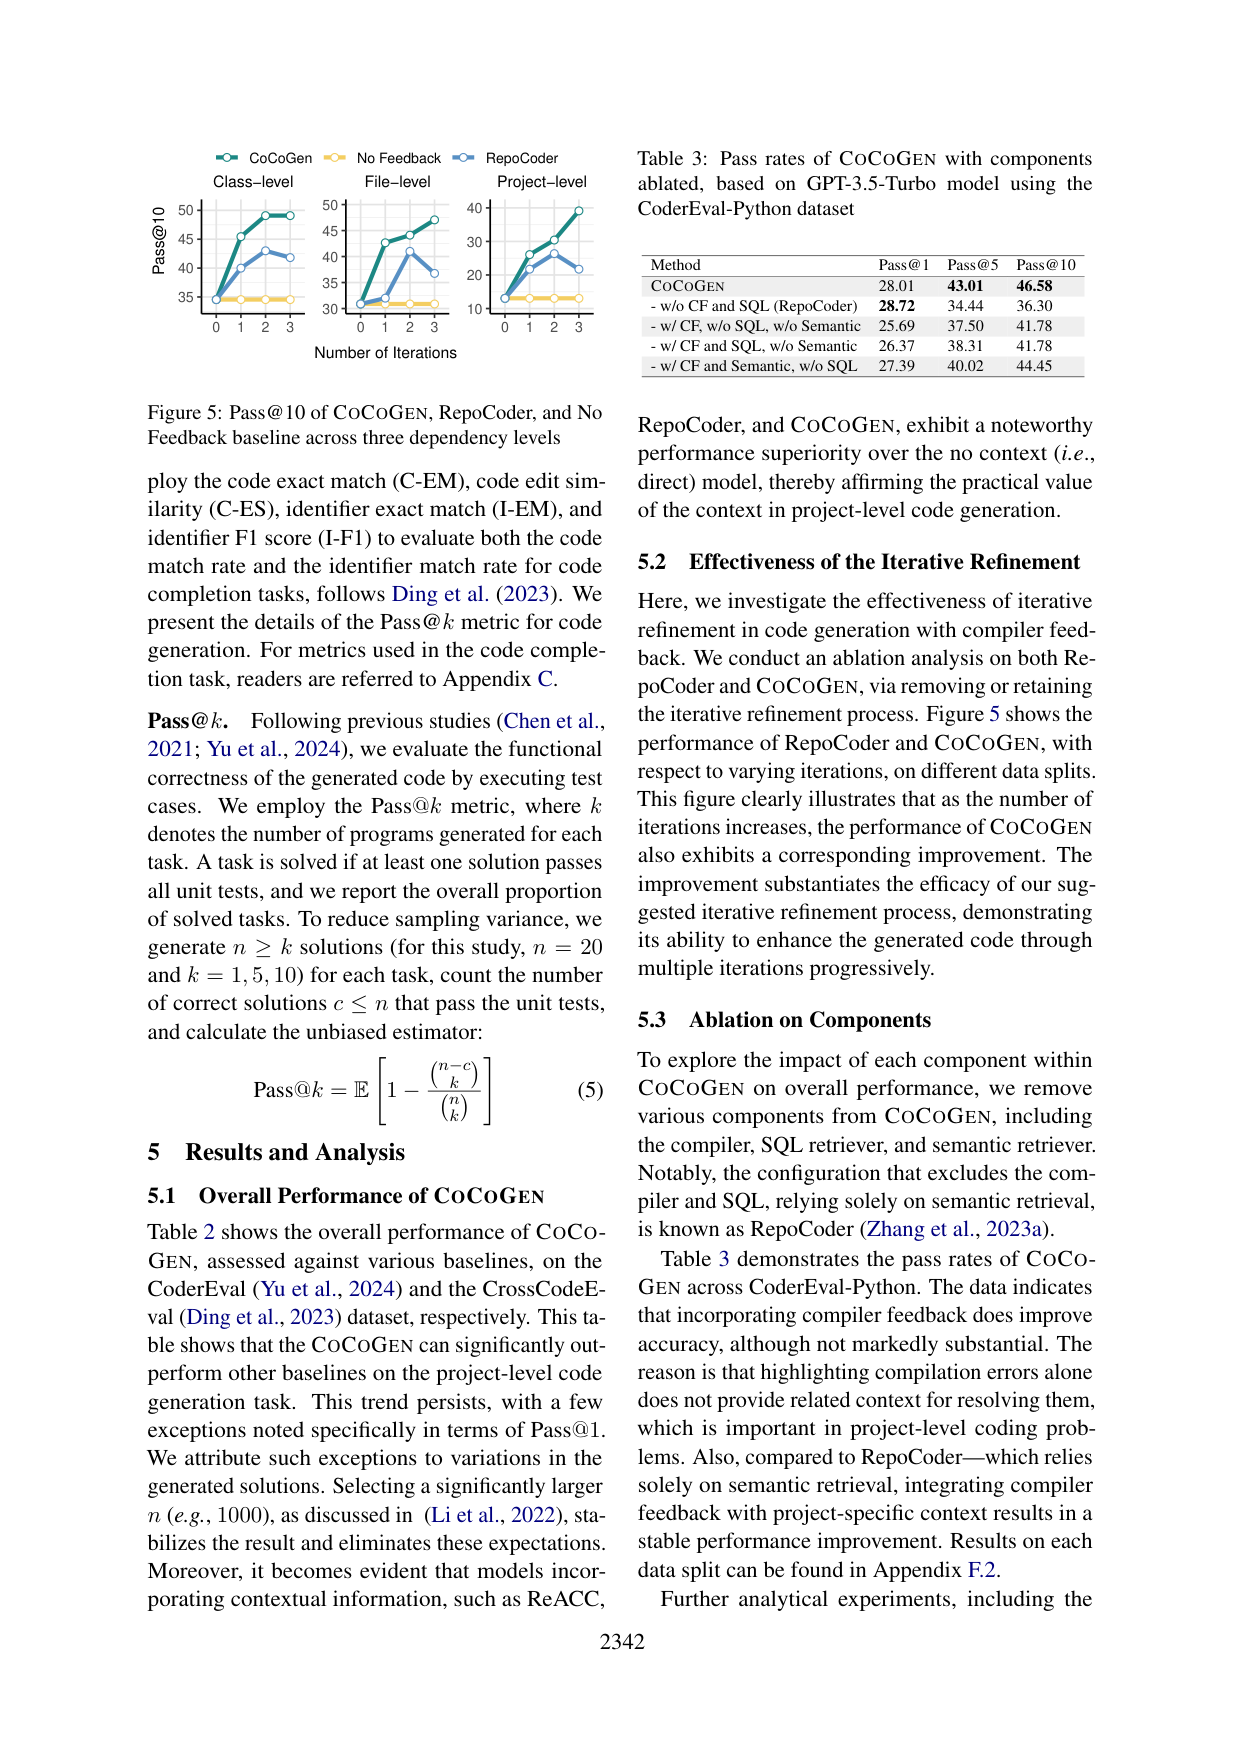 CoCoGen No Feedback RepoCoder
Class−level File−level Project−level
Pass@10
50
45
40
35
0 1 2 3
50
45
40
35
30
0 1 2 3
40
30
20
10
0 1 2 3
Number of Iterations
Figure 5: Pass@10 of COCOGEN, RepoCoder, and No
Feedback baseline across three dependency levels
ploy the code exact match (C-EM), code edit sim-
ilarity (C-ES), identifier exact match (I-EM), and
identifier F1 score (I-F1) to evaluate both the code
match rate and the identifier match rate for code
completion tasks, follows Ding et al. (2023). We
present the details of the Pass@k metric for code
generation. For metrics used in the code comple-
tion task, readers are referred to Appendix C.
Pass@k. Following previous studies (Chen et al.,
2021; Yu et al., 2024), we evaluate the functional
correctness of the generated code by executing test
cases. We employ the Pass@k metric, where k
denotes the number of programs generated for each
task. A task is solved if at least one solution passes
all unit tests, and we report the overall proportion
of solved tasks. To reduce sampling variance, we
generate n ≥ k solutions (for this study, n = 20
and k = 1, 5, 10) for each task, count the number
of correct solutions c ≤ n that pass the unit tests,
and calculate the unbiased estimator:
Pass@k = 𝔼 [1 − (n−c k) / (n k)] (5)
5 Results and Analysis
5.1 Overall Performance of COCOGEN
Table 2 shows the overall performance of COCO-
GEN, assessed against various baselines, on the
CoderEval (Yu et al., 2024) and the CrossCodeE-
val (Ding et al., 2023) dataset, respectively. This ta-
ble shows that the COCOGEN can significantly out-
perform other baselines on the project-level code
generation task. This trend persists, with a few
exceptions noted specifically in terms of Pass@1.
We attribute such exceptions to variations in the
generated solutions. Selecting a significantly larger
n (e.g., 1000), as discussed in (Li et al., 2022), sta-
bilizes the result and eliminates these expectations.
Moreover, it becomes evident that models incor-
porating contextual information, such as ReACC,
Table 3: Pass rates of COCOGEN with components
ablated, based on GPT-3.5-Turbo model using the
CoderEval-Python dataset
Method Pass@1 Pass@5 Pass@10
COCOGEN 28.01 43.01 46.58
- w/o CF and SQL (RepoCoder) 28.72 34.44 36.30
- w/ CF, w/o SQL, w/o Semantic 25.69 37.50 41.78
- w/ CF and SQL, w/o Semantic 26.37 38.31 41.78
- w/ CF and Semantic, w/o SQL 27.39 40.02 44.45
RepoCoder, and COCOGEN, exhibit a noteworthy
performance superiority over the no context (i.e.,
direct) model, thereby affirming the practical value
of the context in project-level code generation.
5.2 Effectiveness of the Iterative Refinement
Here, we investigate the effectiveness of iterative
refinement in code generation with compiler feed-
back. We conduct an ablation analysis on both Re-
poCoder and COCOGEN, via removing or retaining
the iterative refinement process. Figure 5 shows the
performance of RepoCoder and COCOGEN, with
respect to varying iterations, on different data splits.
This figure clearly illustrates that as the number of
iterations increases, the performance of COCOGEN
also exhibits a corresponding improvement. The
improvement substantiates the efficacy of our sug-
gested iterative refinement process, demonstrating
its ability to enhance the generated code through
multiple iterations progressively.
5.3 Ablation on Components
To explore the impact of each component within
COCOGEN on overall performance, we remove
various components from COCOGEN, including
the compiler, SQL retriever, and semantic retriever.
Notably, the configuration that excludes the com-
piler and SQL, relying solely on semantic retrieval,
is known as RepoCoder (Zhang et al., 2023a).
Table 3 demonstrates the pass rates of COCO-
GEN across CoderEval-Python. The data indicates
that incorporating compiler feedback does improve
accuracy, although not markedly substantial. The
reason is that highlighting compilation errors alone
does not provide related context for resolving them,
which is important in project-level coding prob-
lems. Also, compared to RepoCoder—which relies
solely on semantic retrieval, integrating compiler
feedback with project-specific context results in a
stable performance improvement. Results on each
data split can be found in Appendix F.2.
Further analytical experiments, including the
2342